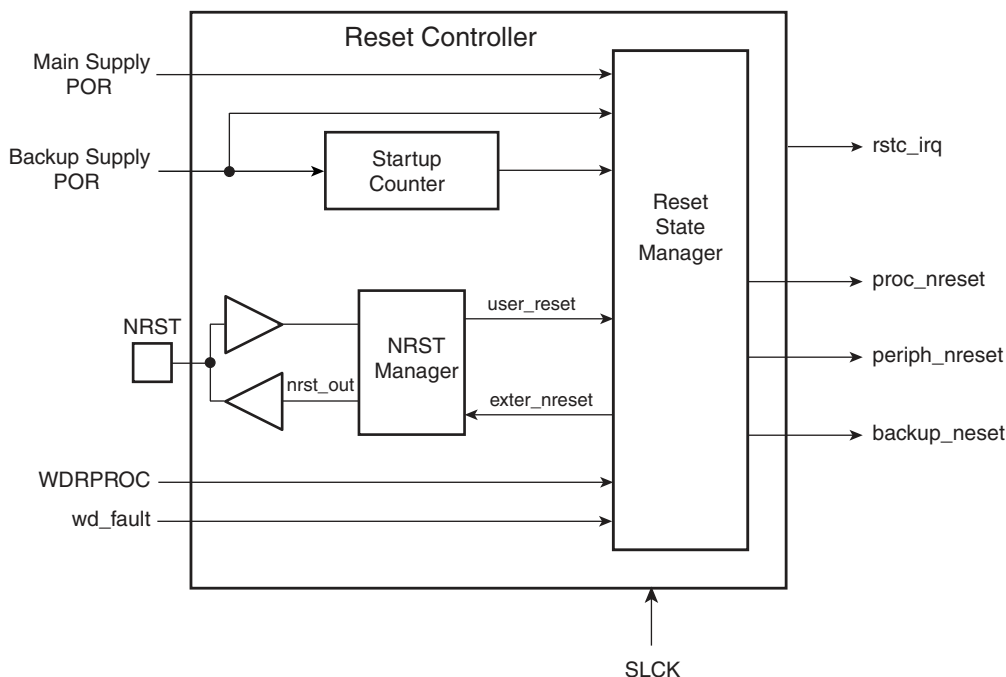 Reset Controller
Main Supply
POR
Backup Supply
POR
Startup
Counter
rstc_irq
Reset
State
Manager
proc_nreset
user_reset
NRST
NRST
Manager
nrst_out
periph_nreset
exter_nreset
backup_neset
WDRPROC
wd_fault
SLCK